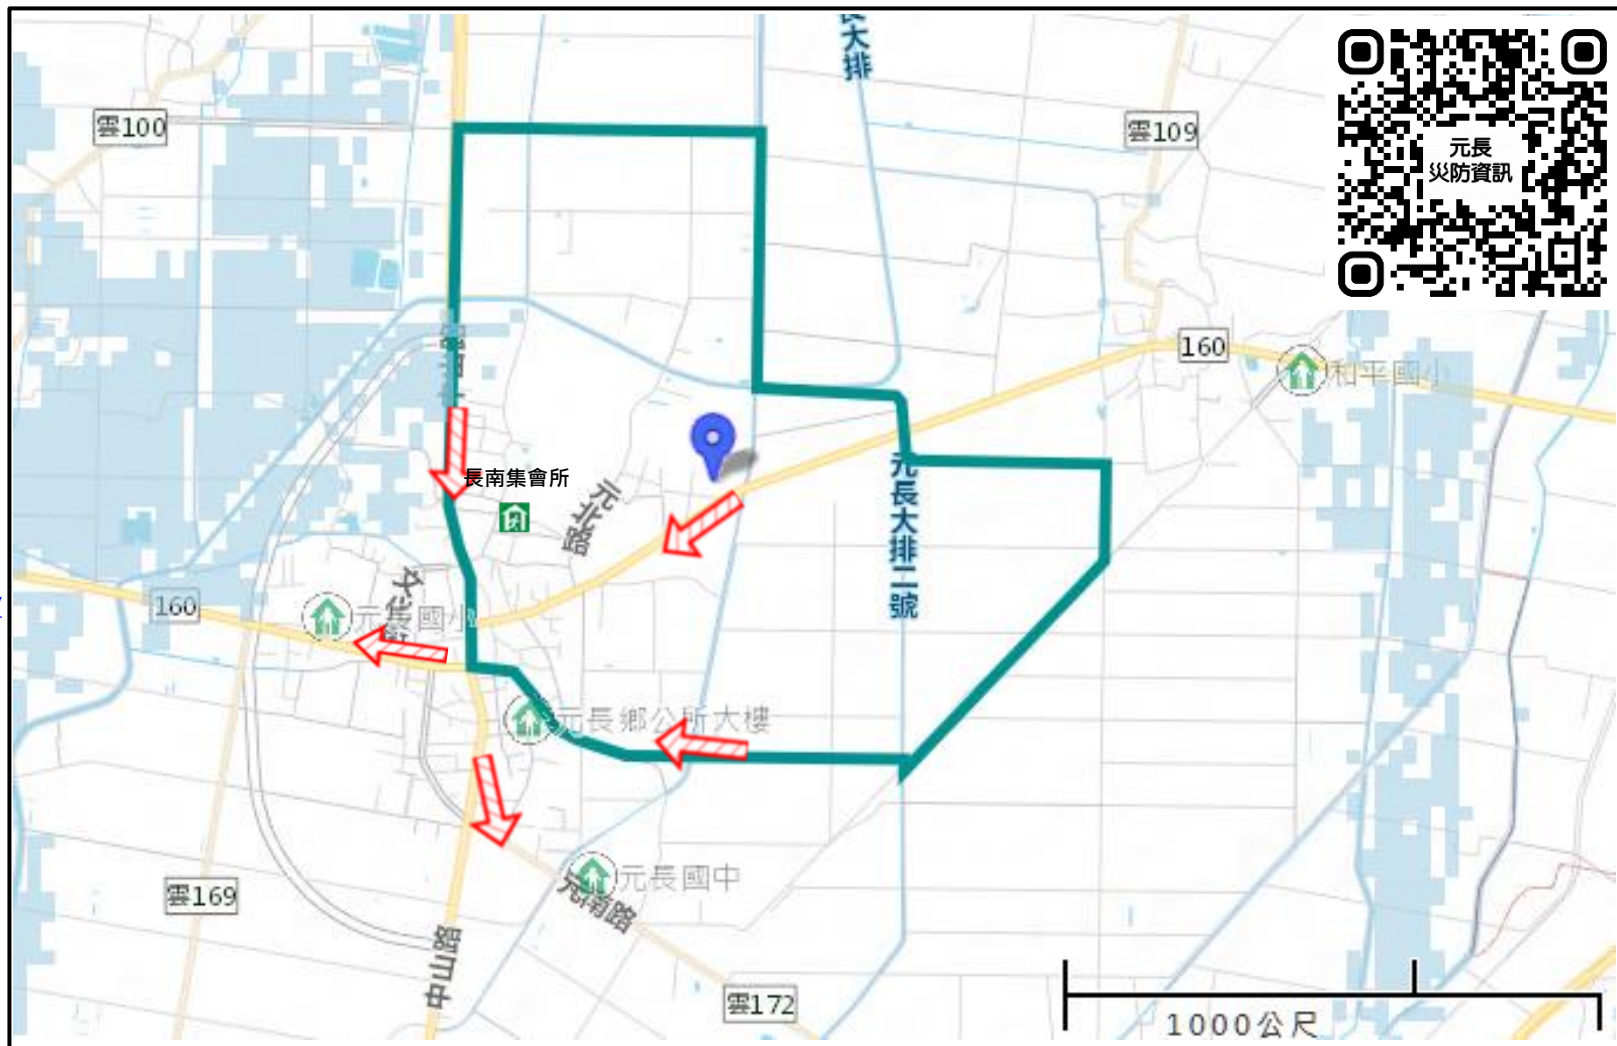 長大排
雲100
雲109
元長
災防資訊
160
和平國小
長南集會所
元北路
元長大排二號
文化街
160
元長國小
元長鄉公所大樓
元長國中
元南路
雲169
中山路
雲172
1000公尺